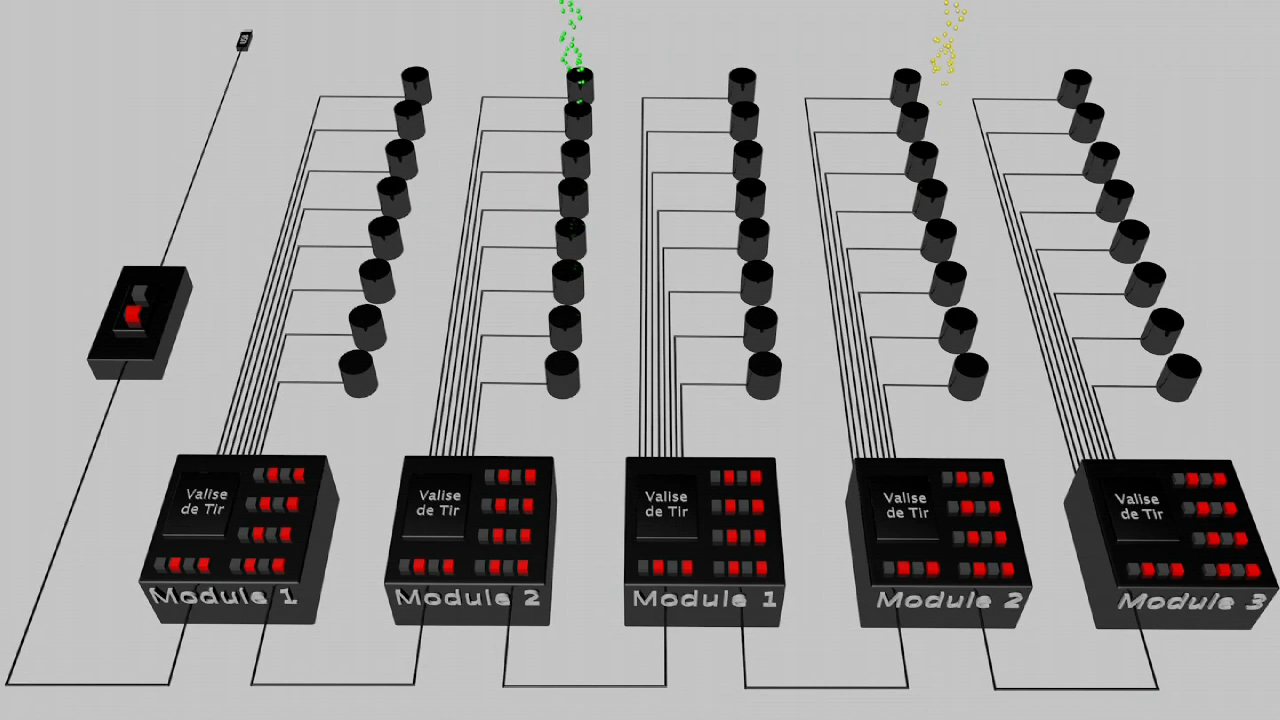 USB
Valise
de Tir
Module 1
Valise
de Tir
Module 2
Valise
de Tir
Module 1
Valise
de Tir
Module 2
Valise
de Tir
Module 3